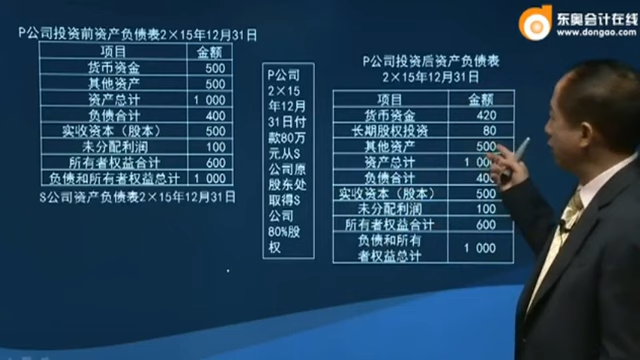 东奥会计在线
www.dongao.com
P公司投资前资产负债表2×15年12月31日
项目 金额
货币资金 500
其他资产 500
资产总计 1 000
负债合计 400
实收资本（股本） 500
未分配利润 100
所有者权益合计 600
负债和所有者权益总计 1 000
S公司资产负债表2×15年12月31日
P公司
2×15
年12月
31日付
款80万
元从S
公司原
股东处
取得S
公司
80%股
权
P公司投资后资产负债表
2×15年12月31日
项目 金额
货币资金 420
长期股权投资 80
其他资产 500
资产总计 1 00
负债合计 40
实收资本（股本） 500
未分配利润 100
所有者权益合计 600
负债和所有
者权益总计 1 000